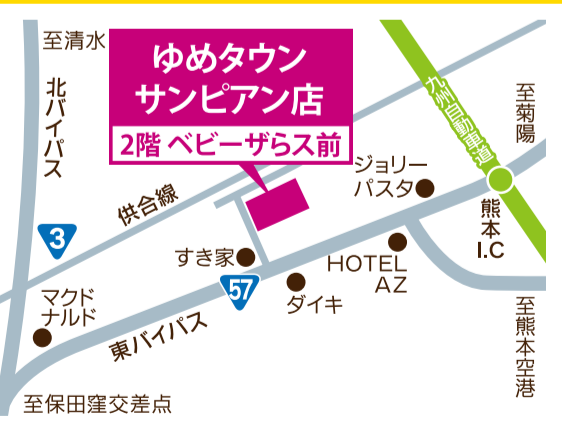 至清水
ゆめタウン
サンピアン店
2階 ベビーザらス前
北バイパス
九州自動車道
至菊陽
供合線
ジョリー
パスタ
3
熊本
I.C
すき家
57
HOTEL
AZ
ダイキ
マクド
ナルド
東バイパス
至熊本空港
至保田窪交差点